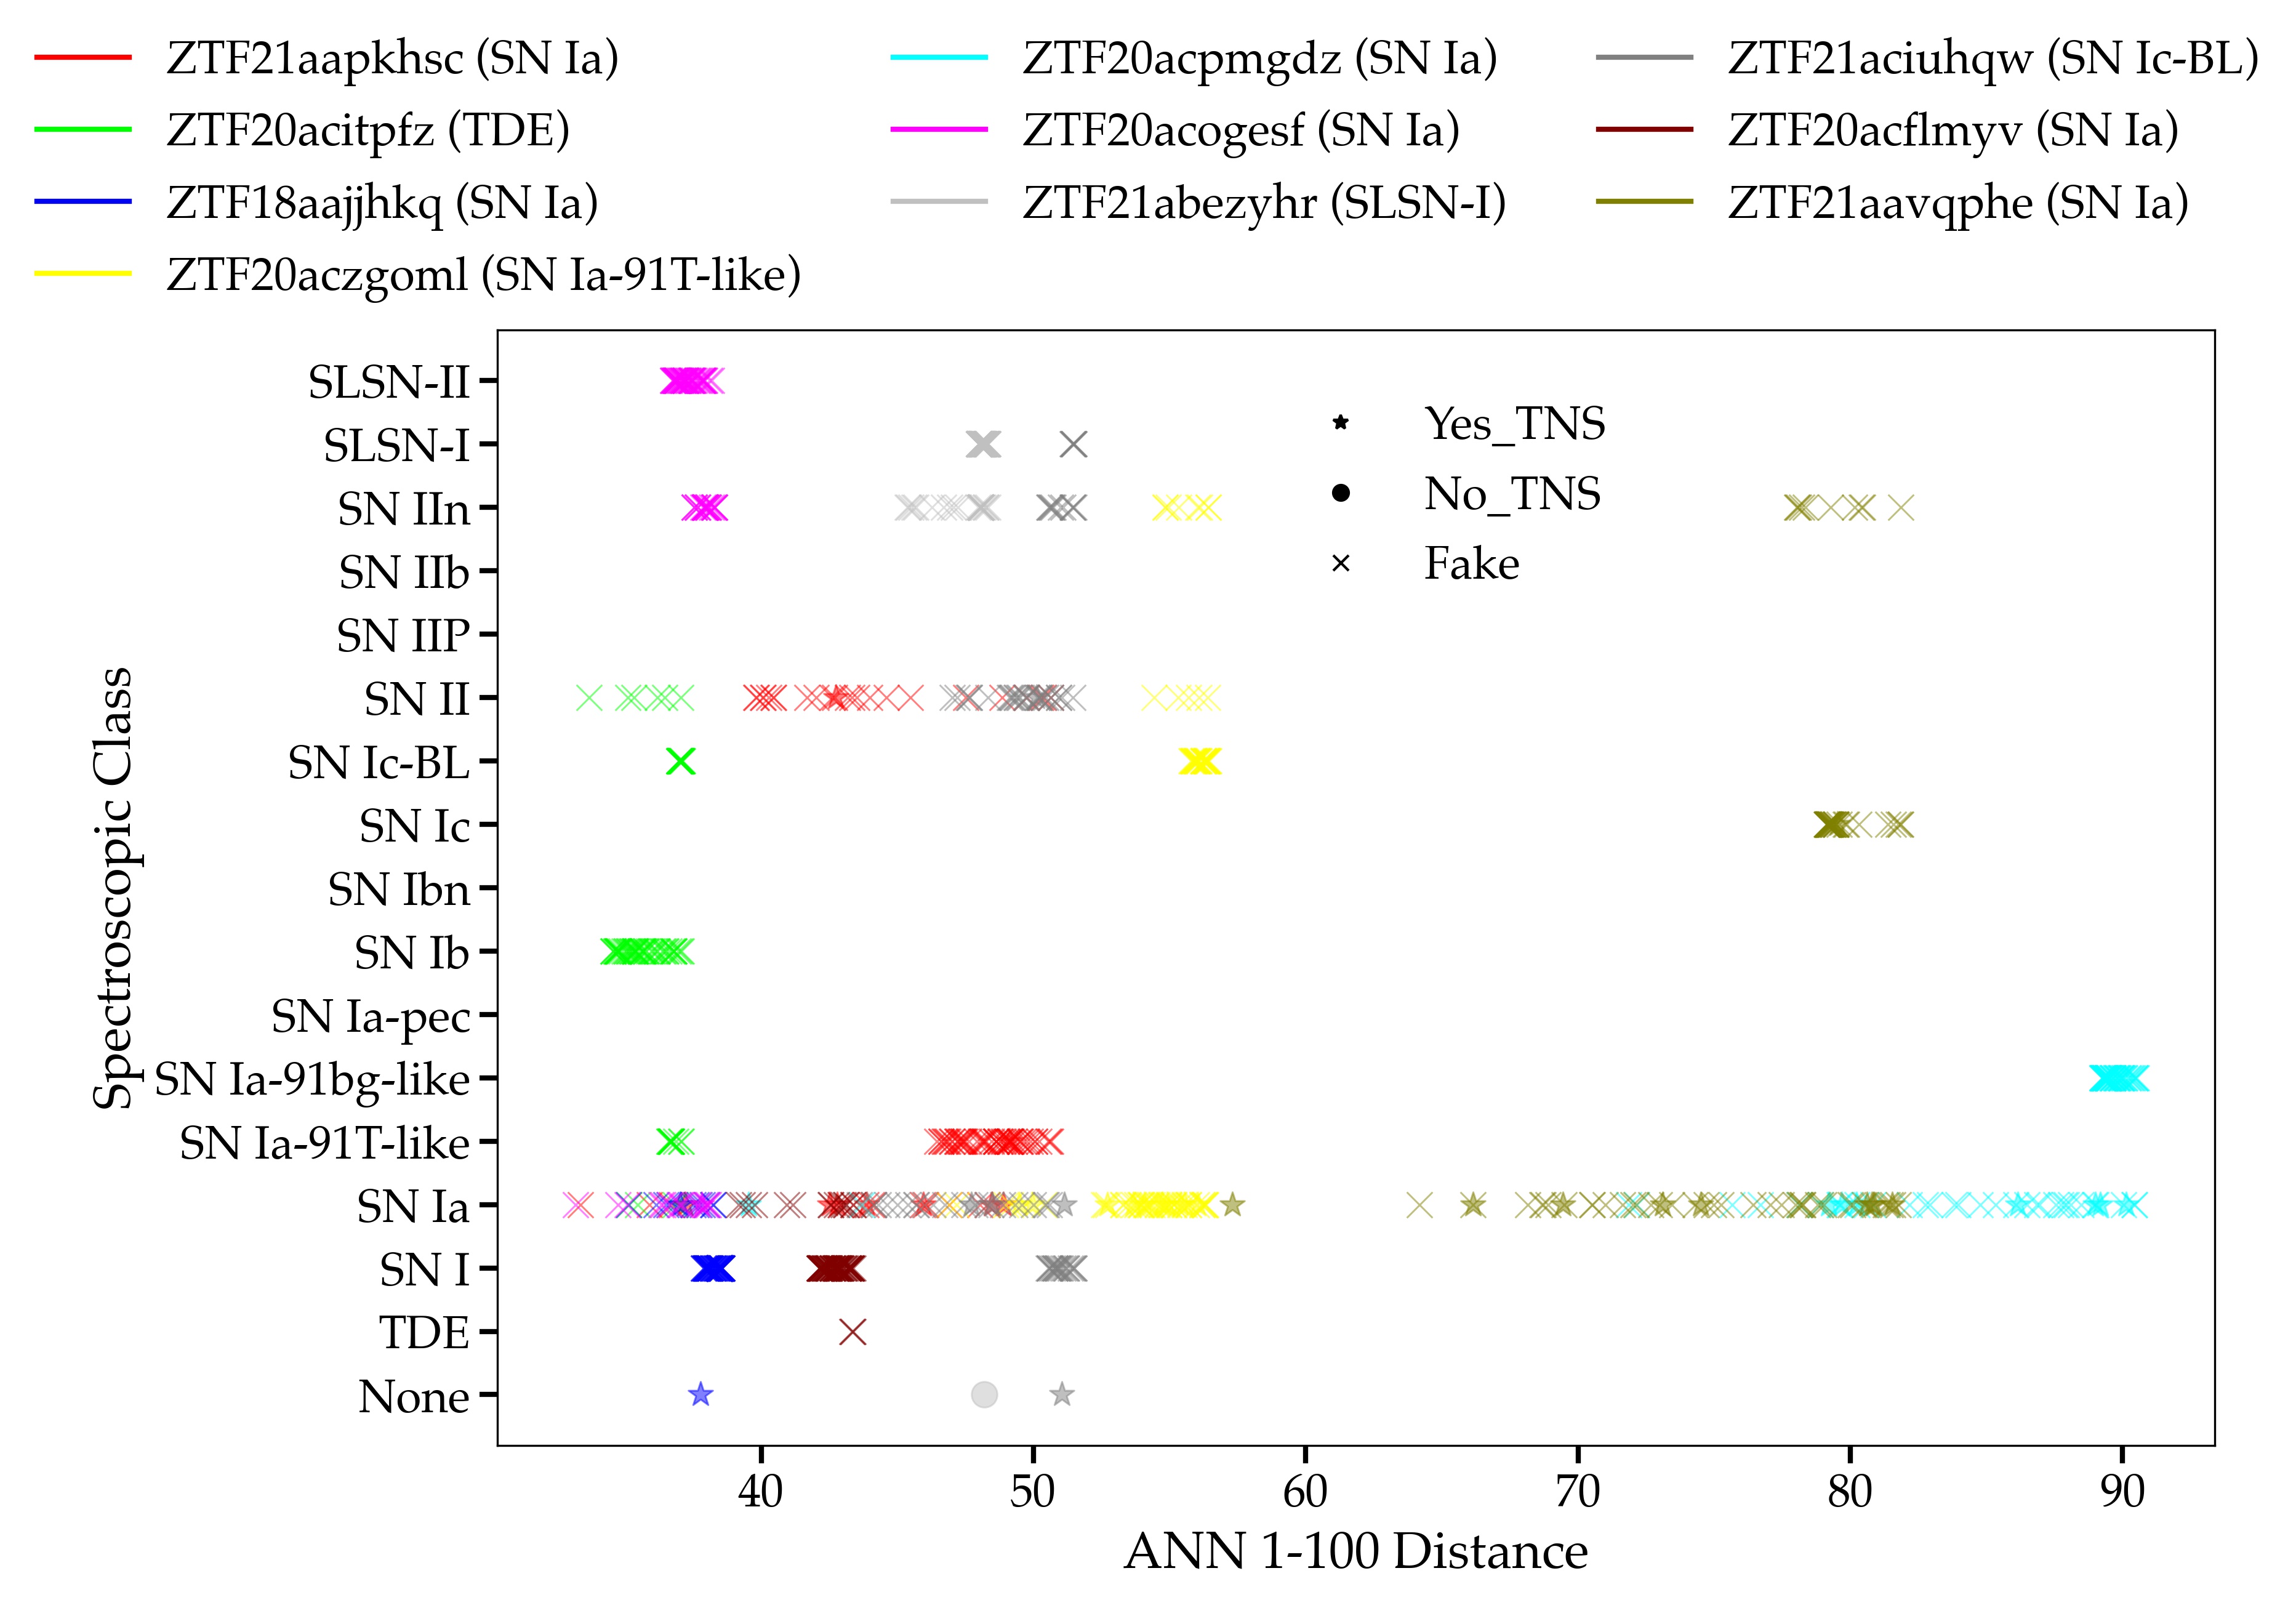 ZTF21aapkhsc (SN Ia)
ZTF20acitpfz (TDE)
ZTF18aajjhkq (SN Ia)
ZTF20aczgoml (SN Ia-91T-like)
ZTF20acpmgdz (SN Ia)
ZTF20acogesf (SN Ia)
ZTF21abezyhr (SLSN-I)
ZTF21aciuhqw (SN Ic-BL)
ZTF20acflmyv (SN Ia)
ZTF21aavqphe (SN Ia)
Yes_TNS
No_TNS
Fake
Spectroscopic Class
SLSN-II
SLSN-I
SN IIn
SN IIb
SN IIP
SN II
SN Ic-BL
SN Ic
SN Ibn
SN Ib
SN Ia-pec
SN Ia-91bg-like
SN Ia-91T-like
SN Ia
SN I
TDE
None
40 50 60 70 80 90
ANN 1-100 Distance